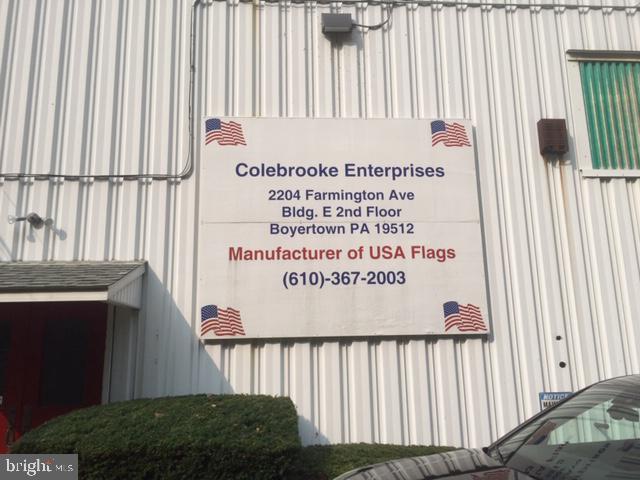 Colebrooke Enterprises
2204 Farmington Ave
Bldg. E 2nd Floor
Boyertown PA 19512
Manufacturer of USA Flags
(610)-367-2003
NOTICE
bright MLS